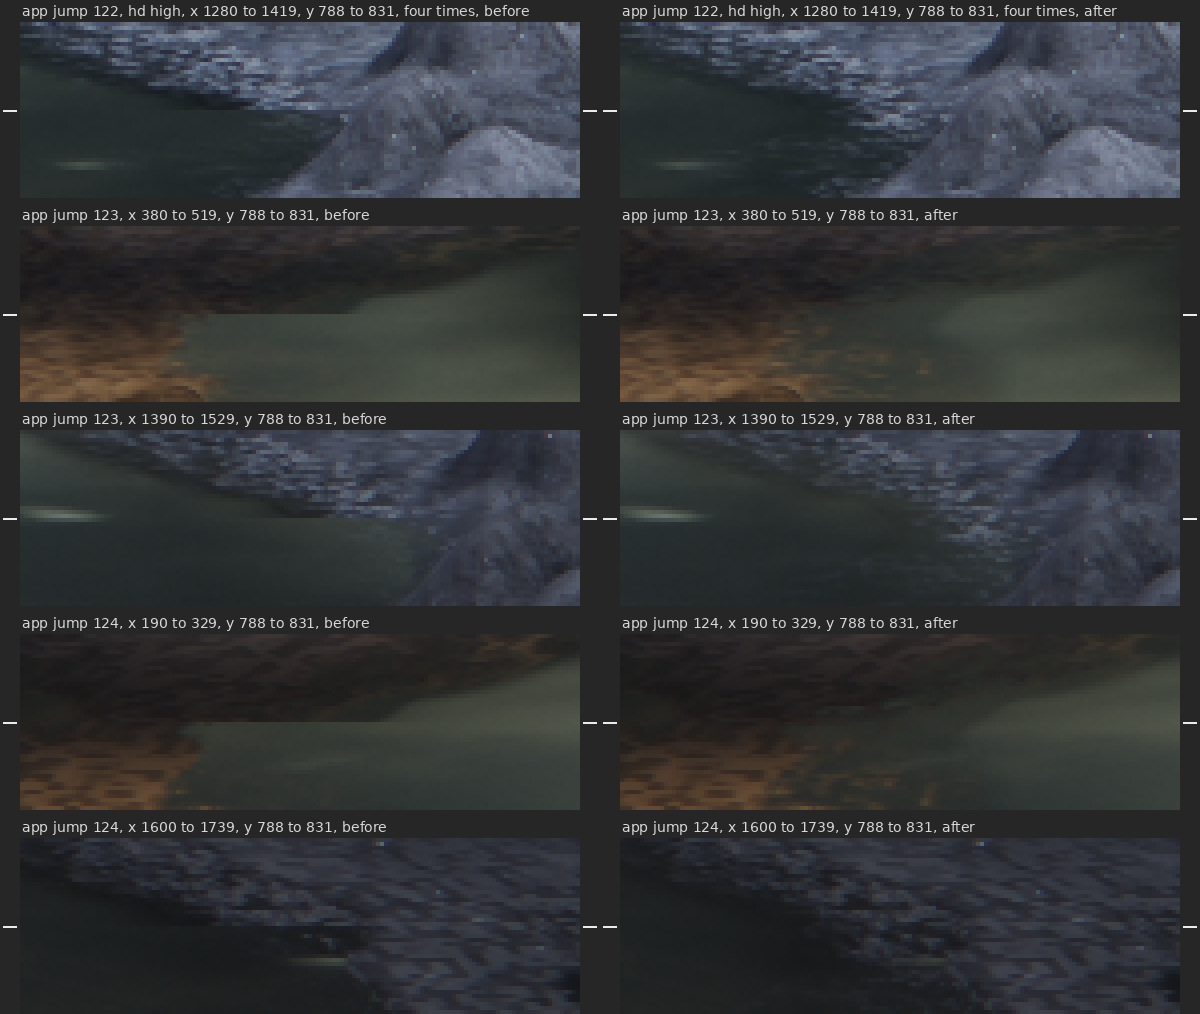 app jump 122, hd high, x 1280 to 1419, y 788 to 831, four times, before
app jump 122, hd high, x 1280 to 1419, y 788 to 831, four times, after
app jump 123, x 380 to 519, y 788 to 831, before
app jump 123, x 380 to 519, y 788 to 831, after
app jump 123, x 1390 to 1529, y 788 to 831, before
app jump 123, x 1390 to 1529, y 788 to 831, after
app jump 124, x 190 to 329, y 788 to 831, before
app jump 124, x 190 to 329, y 788 to 831, after
app jump 124, x 1600 to 1739, y 788 to 831, before
app jump 124, x 1600 to 1739, y 788 to 831, after